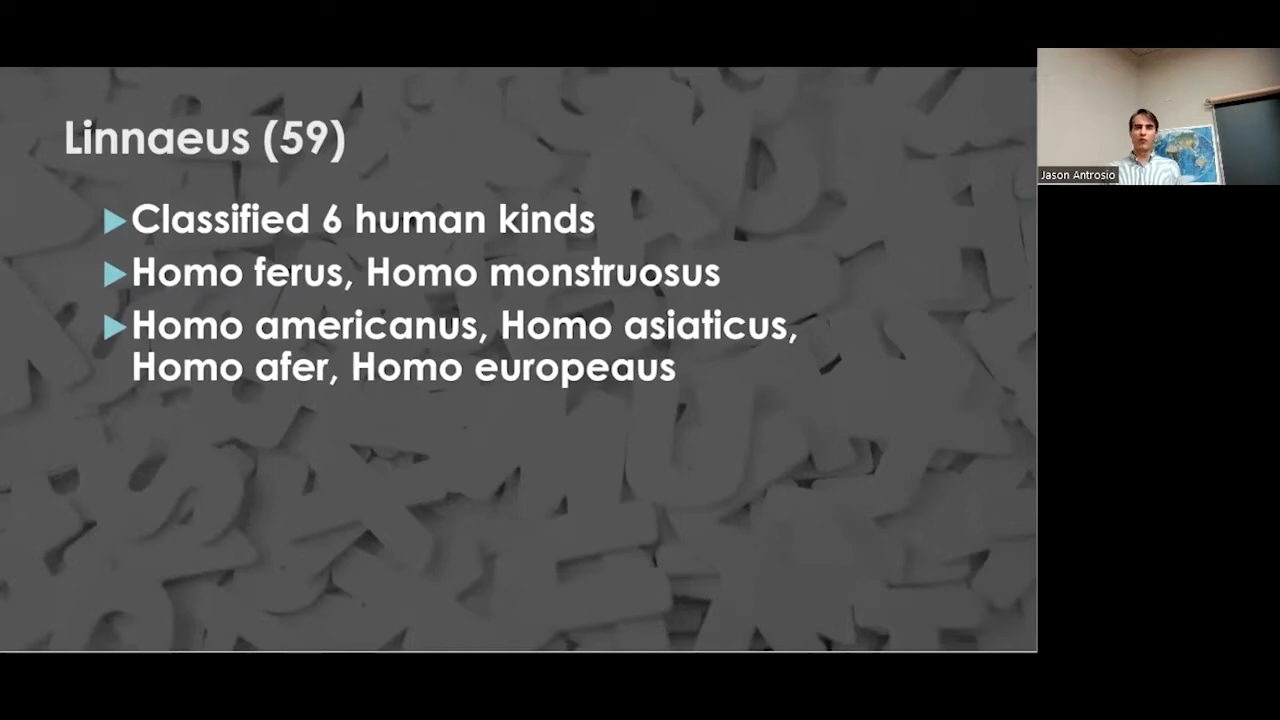 Linnaeus (59)
Classified 6 human kinds
Homo ferus, Homo monstruosus
Homo americanus, Homo asiaticus,
Homo afer, Homo europeaus
Jason Antrosio